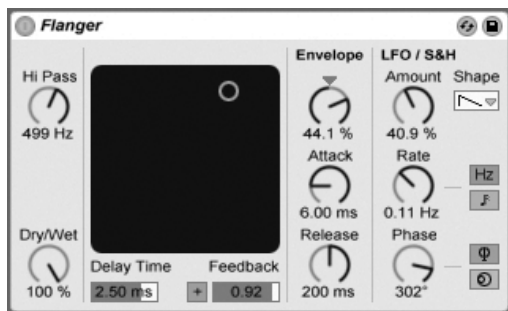 Flanger
Envelope
LFO / S&H
Hi Pass
499 Hz
44.1 %
Amount
40.9 %
Shape
Attack
6.00 ms
Rate
0.11 Hz
Hz
Dry/Wet
100 %
Delay Time
2.50 ms
Feedback
+
0.92
Release
200 ms
Phase
302°
Φ